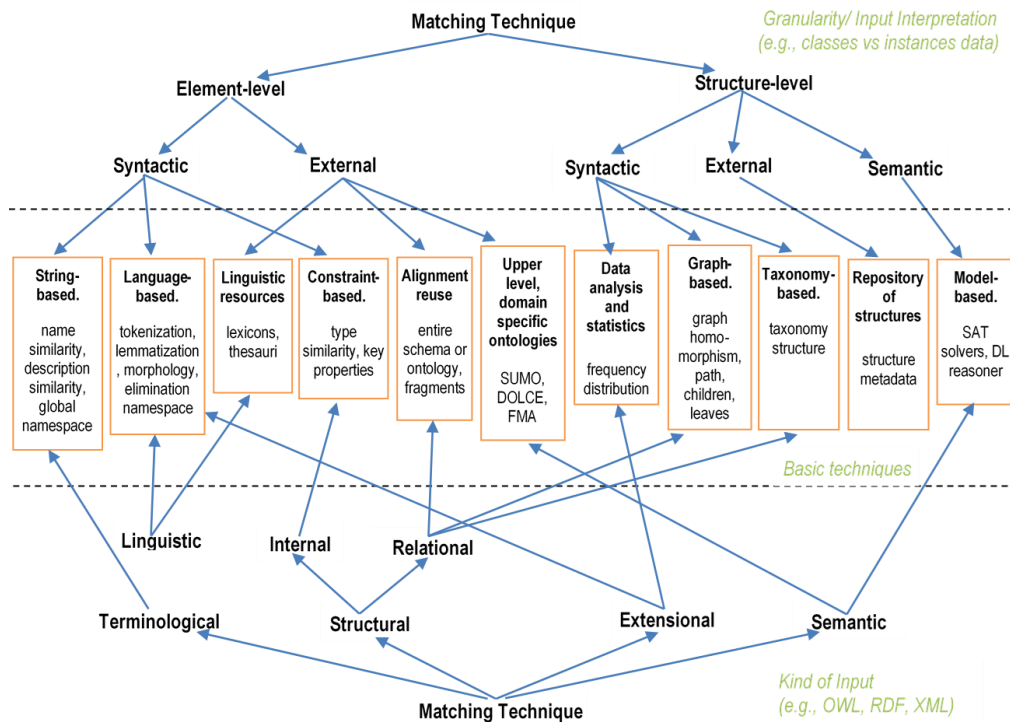 Matching Technique
Granularity/ Input Interpretation
(e.g., classes vs instances data)
Element-level
Structure-level
Syntactic
External
Syntactic
External
Semantic
String-
based.
name
similarity,
description
similarity,
global
namespace
Language-
based.
tokenization,
lemmatization
, morphology,
elimination
namespace
Linguistic
resources
lexicons,
thesauri
Constraint-
based.
type
similarity, key
properties
Alignment
reuse
entire
schema or
ontology,
fragments
Upper
level,
domain
specific
ontologies
SUMO,
DOLCE,
FMA
Data
analysis
and
statistics
frequency
distribution
Graph-
based.
graph
homo-
morphism,
path,
children,
leaves
Taxonomy-
based.
taxonomy
structure
Repository
of
structures
structure
metadata
Model-
based.
SAT
solvers, DL
reasoner
Basic techniques
Linguistic
Internal
Relational
Terminological
Structural
Extensional
Semantic
Kind of Input
(e.g., OWL, RDF, XML)
Matching Technique